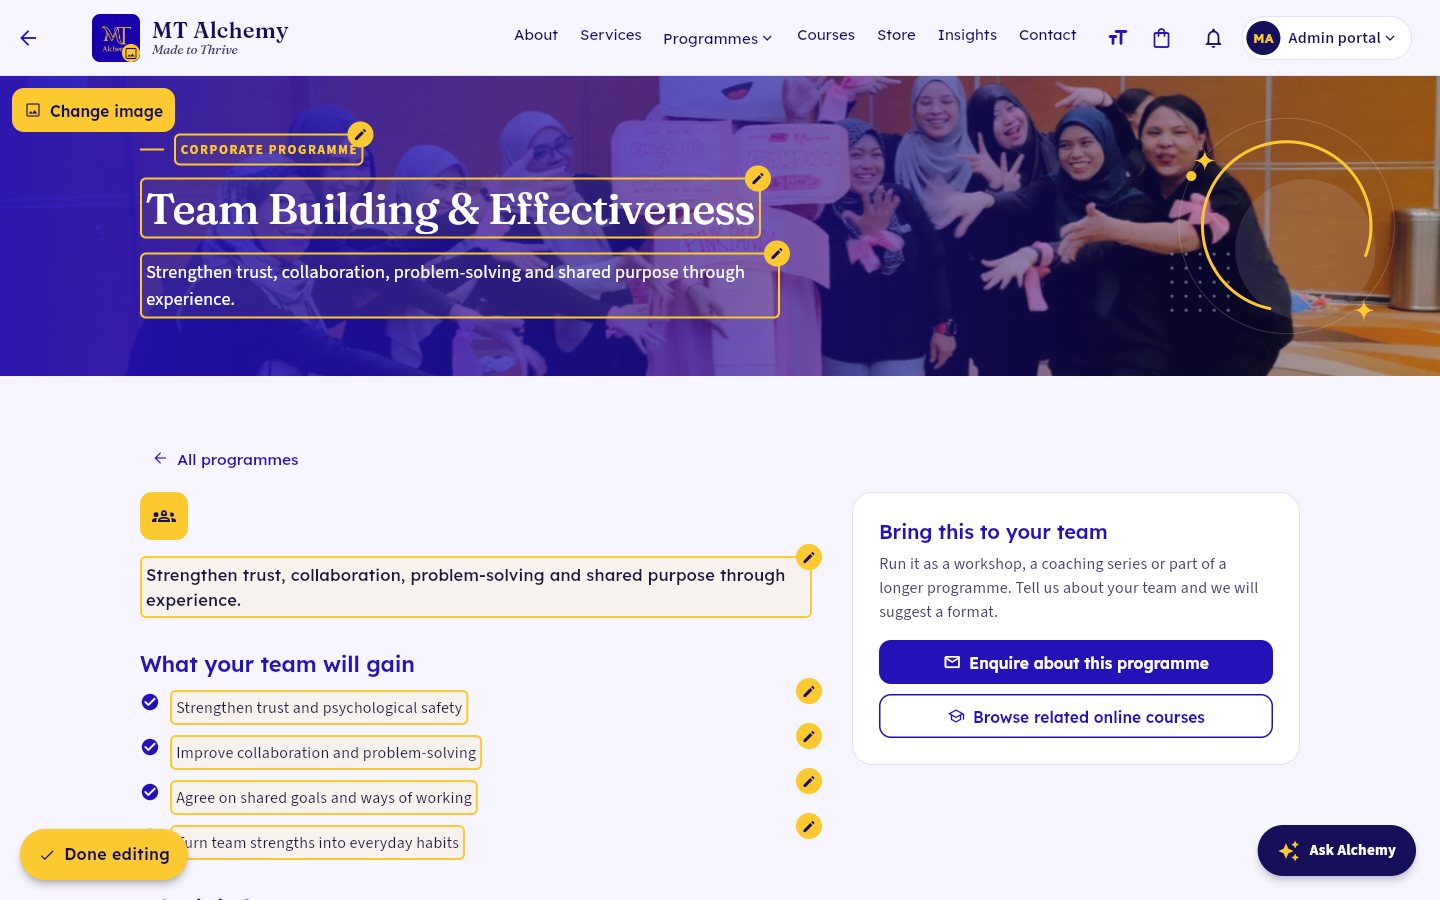 MT Alchemy
Made to Thrive
About
Services
Programmes
Courses
Store
Insights
Contact
MA
Admin portal
Change image
CORPORATE PROGRAMME
Team Building & Effectiveness
Strengthen trust, collaboration, problem-solving and shared purpose through
experience.
All programmes
Strengthen trust, collaboration, problem-solving and shared purpose through
experience.
Bring this to your team
Run it as a workshop, a coaching series or part of a
longer programme. Tell us about your team and we will
suggest a format.
Enquire about this programme
Browse related online courses
What your team will gain
Strengthen trust and psychological safety
Improve collaboration and problem-solving
Agree on shared goals and ways of working
Turn team strengths into everyday habits
Done editing
Ask Alchemy